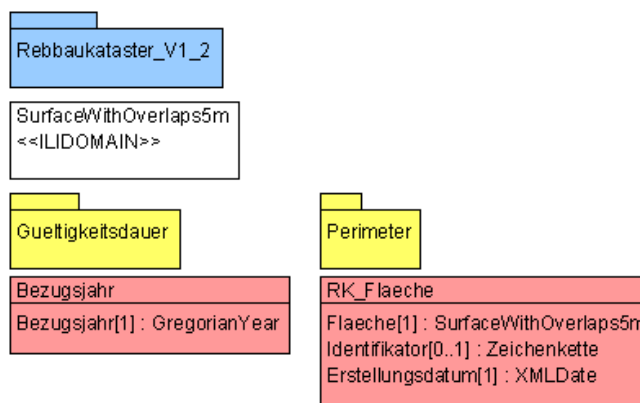 Rebbaukataster_V1_2
SurfaceWithOverlaps5m
<<ILIDOMAIN>>
Gueltigkeitsdauer
Bezugsjahr
Bezugsjahr[1] : GregorianYear
Perimeter
RK_Flaeche
Flaeche[1] : SurfaceWithOverlaps5m
Identifikator[0..1] : Zeichenkette
Erstellungsdatum[1] : XMLDate